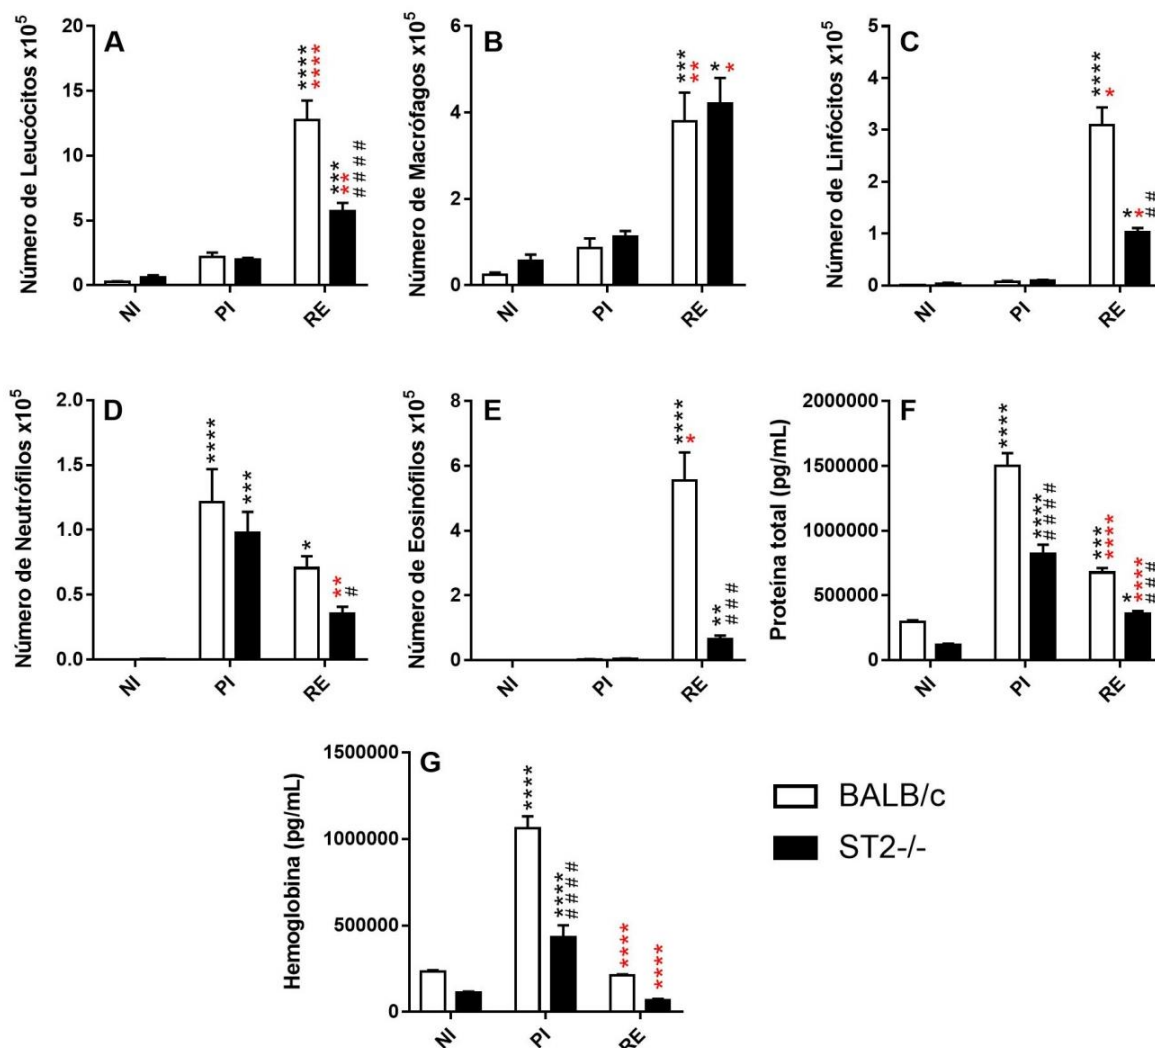 A
Número de Leucócitos x10⁵
20
15
10
5
0
****
****
***
**
####
NI
PI
RE
B
Número de Macrófagos x10⁵
6
4
2
0
***
**
*
*
NI
PI
RE
C
Número de Linfócitos x10⁵
5
4
3
2
1
0
****
*
*
*
##
NI
PI
RE
D
Número de Neutrófilos x10⁵
2.0
1.5
1.0
0.5
0.0
****
***
*
**
#
NI
PI
RE
E
Número de Eosinófilos x10⁵
8
6
4
2
0
****
*
**
###
NI
PI
RE
F
Proteína total (pg/mL)
2000000
1500000
1000000
500000
0
****
****
####
***
****
*
****
####
NI
PI
RE
G
Hemoglobina (pg/mL)
1500000
1000000
500000
0
****
****
####
****
****
NI
PI
RE
BALB/c
ST2-/-